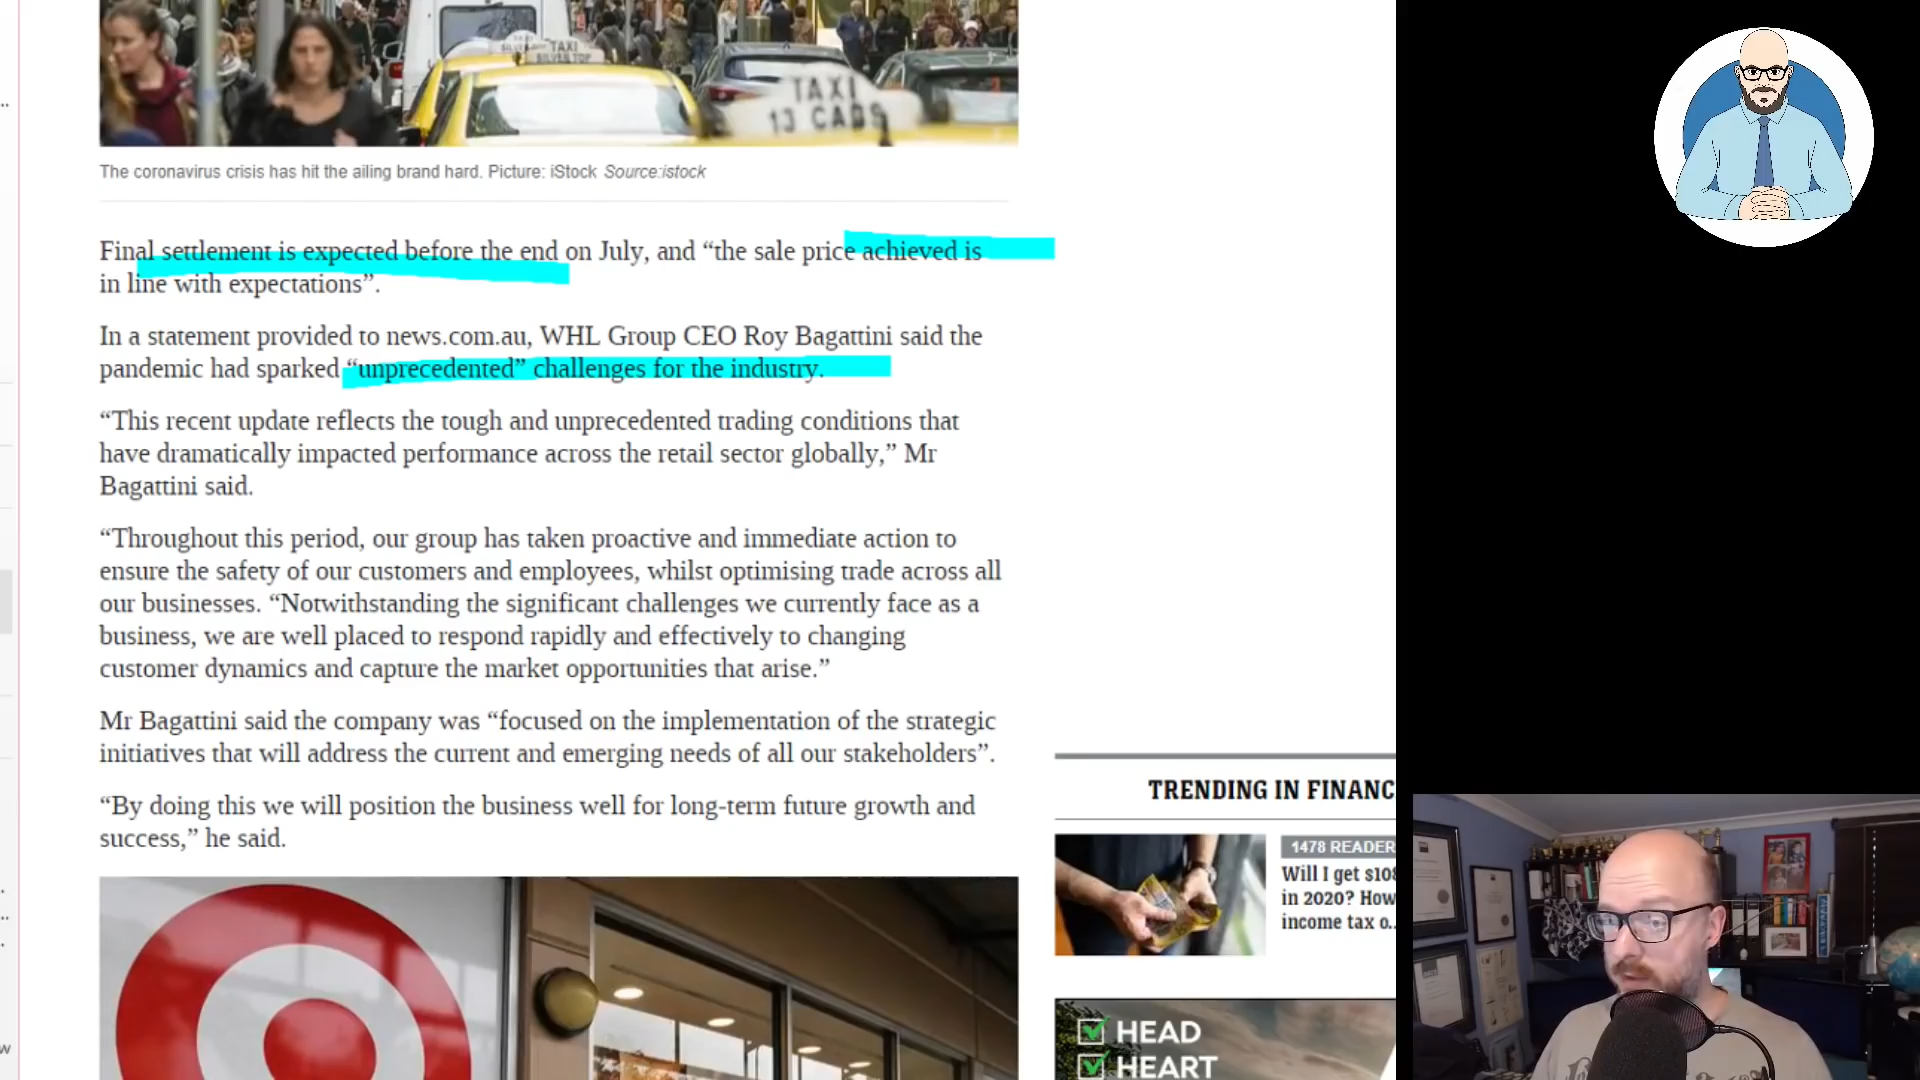 TAXI
SILVER TOP
TAXI
13 CABS
The coronavirus crisis has hit the ailing brand hard. Picture: iStock Source:istock
Final settlement is expected before the end on July, and “the sale price achieved is
in line with expectations”.
In a statement provided to news.com.au, WHL Group CEO Roy Bagattini said the
pandemic had sparked “unprecedented” challenges for the industry.
“This recent update reflects the tough and unprecedented trading conditions that
have dramatically impacted performance across the retail sector globally,” Mr
Bagattini said.
“Throughout this period, our group has taken proactive and immediate action to
ensure the safety of our customers and employees, whilst optimising trade across all
our businesses. “Notwithstanding the significant challenges we currently face as a
business, we are well placed to respond rapidly and effectively to changing
customer dynamics and capture the market opportunities that arise.”
Mr Bagattini said the company was “focused on the implementation of the strategic
initiatives that will address the current and emerging needs of all our stakeholders”.
“By doing this we will position the business well for long-term future growth and
success,” he said.
TRENDING IN FINANC
1478 READER
Will I get $108
in 2020? How
income tax o..
HEAD
HEART